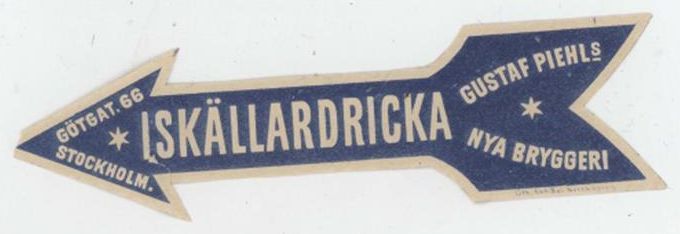 GÖTGAT. 66
STOCKHOLM.
ISKÄLLARDRICKA
GUSTAF PIEHLS
NYA BRYGGERI